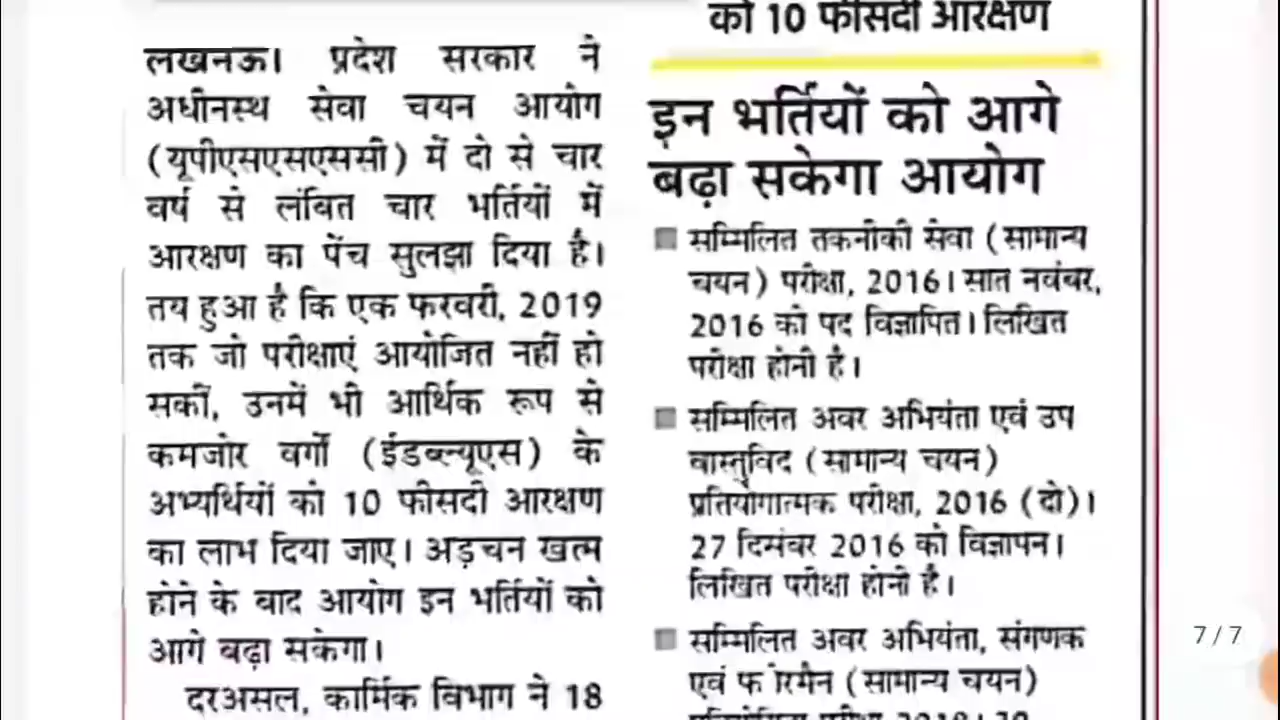 को 10 फीसदी आरक्षण
लखनऊ। प्रदेश सरकार ने
अधीनस्थ सेवा चयन आयोग
(यूपीएसएसएससी) में दो से चार
वर्ष से लंबित चार भर्तियों में
आरक्षण का पेंच सुलझा दिया है।
तय हुआ है कि एक फरवरी, 2019
तक जो परीक्षाएं आयोजित नहीं हो
सकीं, उनमें भी आर्थिक रूप से
कमजोर वर्गों (ईडब्ल्यूएस) के
अभ्यर्थियों को 10 फीसदी आरक्षण
का लाभ दिया जाए। अड़चन खत्म
होने के बाद आयोग इन भर्तियों को
आगे बढ़ा सकेगा।
दरअसल, कार्मिक विभाग ने 18
इन भर्तियों को आगे
बढ़ा सकेगा आयोग
सम्मिलित तकनीकी सेवा (सामान्य
चयन) परीक्षा, 2016। सात नवंबर,
2016 को पद विज्ञापित। लिखित
परीक्षा होनी है।
सम्मिलित अवर अभियंता एवं उप
वास्तुविद (सामान्य चयन)
प्रतियोगात्मक परीक्षा, 2016 (दो)।
27 दिसंबर 2016 को विज्ञापन।
लिखित परीक्षा होनी है।
सम्मिलित अवर अभियंता, संगणक
एवं फोरमैन (सामान्य चयन)
7/7